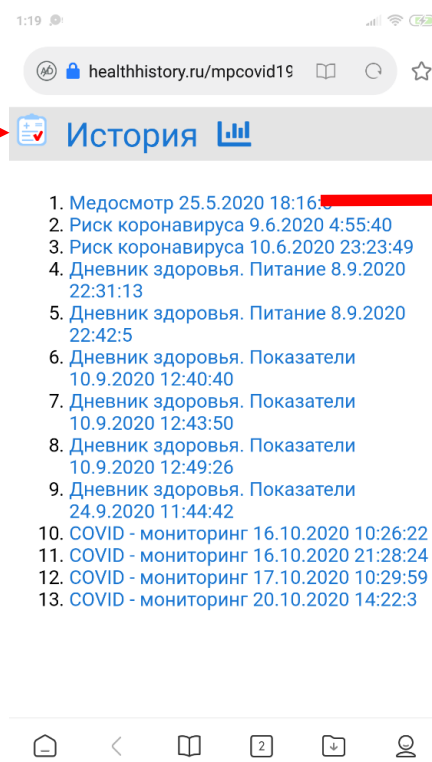 1:19
healthhistory.ru/mpcovid19
История
1. Медосмотр 25.5.2020 18:16:
2. Риск коронавируса 9.6.2020 4:55:40
3. Риск коронавируса 10.6.2020 23:23:49
4. Дневник здоровья. Питание 8.9.2020
22:31:13
5. Дневник здоровья. Питание 8.9.2020
22:42:5
6. Дневник здоровья. Показатели
10.9.2020 12:40:40
7. Дневник здоровья. Показатели
10.9.2020 12:43:50
8. Дневник здоровья. Показатели
10.9.2020 12:49:26
9. Дневник здоровья. Показатели
24.9.2020 11:44:42
10. COVID - мониторинг 16.10.2020 10:26:22
11. COVID - мониторинг 16.10.2020 21:28:24
12. COVID - мониторинг 17.10.2020 10:29:59
13. COVID - мониторинг 20.10.2020 14:22:3
2